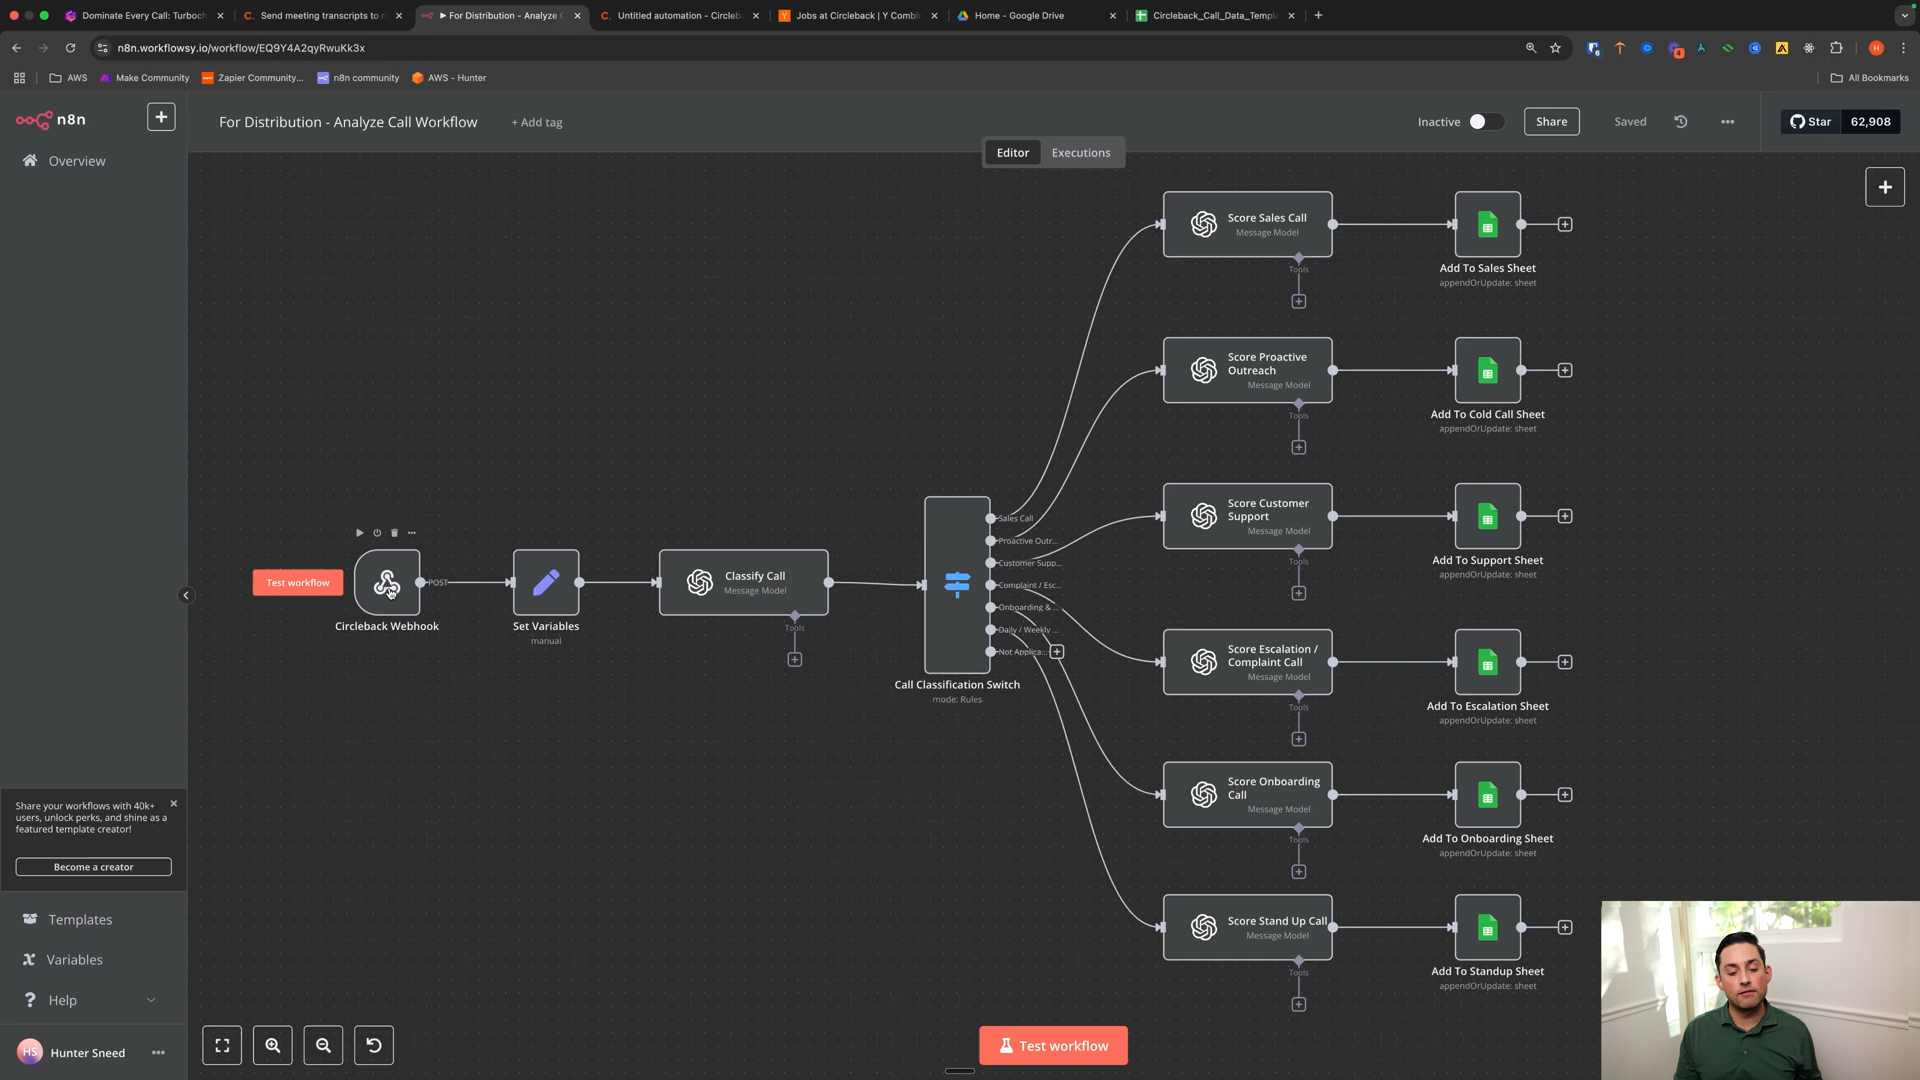 Dominate Every Call: Turboch
Send meeting transcripts to n
For Distribution - Analyze C
Untitled automation - Circleb
Jobs at Circleback | Y Combin
Home - Google Drive
Circleback_Call_Data_Templ
n8n.workflowsy.io/workflow/EQ9Y4A2qyRwuKk3x
AWS
Make Community
Zapier Community...
n8n community
AWS - Hunter
All Bookmarks
n8n
For Distribution - Analyze Call Workflow
+ Add tag
Inactive
Share
Saved
Star
62,908
Editor
Executions
Overview
Score Sales Call
Message Model
Tools
Add To Sales Sheet
appendOrUpdate: sheet
Score Proactive
Outreach
Message Model
Tools
Add To Cold Call Sheet
appendOrUpdate: sheet
Score Customer
Support
Message Model
Tools
Add To Support Sheet
appendOrUpdate: sheet
Test workflow
POST
Circleback Webhook
Set Variables
manual
Classify Call
Message Model
Tools
Sales Call
Proactive Outr...
Customer Supp...
Complaint / Esc...
Onboarding & ...
Daily / Weekly ...
Not Applica...
Call Classification Switch
mode: Rules
Score Escalation /
Complaint Call
Message Model
Tools
Add To Escalation Sheet
appendOrUpdate: sheet
Score Onboarding
Call
Message Model
Tools
Add To Onboarding Sheet
appendOrUpdate: sheet
Score Stand Up Call
Message Model
Tools
Add To Standup Sheet
appendOrUpdate: sheet
Share your workflows with 40k+
users, unlock perks, and shine as a
featured template creator!
Become a creator
Templates
Variables
Help
HS
Hunter Sneed
Test workflow